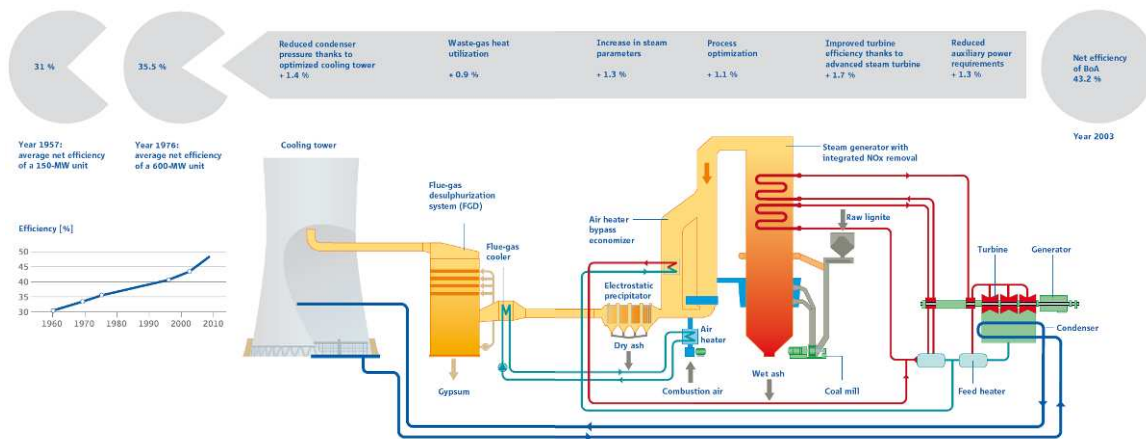 31 %
35.5 %
Reduced condenser
pressure thanks to
optimized cooling tower
+ 1.4 %
Waste-gas heat
utilization
+ 0.9 %
Increase in steam
parameters
+ 1.3 %
Process
optimization
+ 1.1 %
Improved turbine
efficiency thanks to
advanced steam turbine
+ 1.7 %
Reduced
auxiliary power
requirements
+ 1.3 %
Net efficiency
of BoA
43.2 %
Year 1957:
average net efficiency
of a 150-MW unit
Year 1976:
average net efficiency
of a 600-MW unit
Year 2003
Cooling tower
Steam generator with
integrated NOx removal
Flue-gas
desulphurization
system (FGD)
Air heater
bypass
economizer
Raw lignite
Efficiency [%]
50
45
40
35
30
1960
1970
1980
1990
2000
2010
Flue-gas
cooler
Turbine
Generator
Electrostatic
precipitator
Condenser
Dry ash
Air
heater
Gypsum
Combustion air
Wet ash
Coal mill
Feed heater